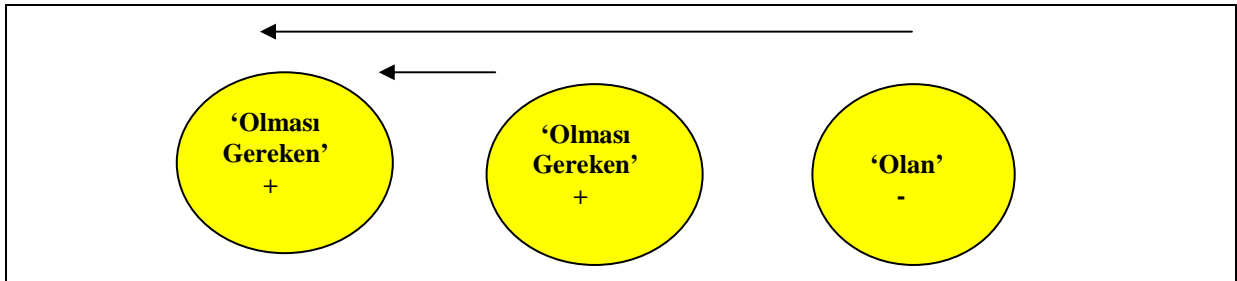 ‘Olması
Gereken’
+
‘Olması
Gereken’
+
‘Olan’
-